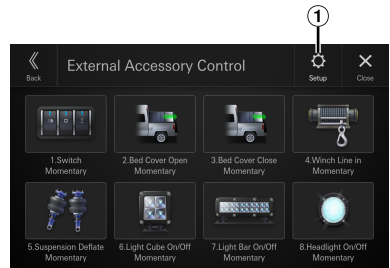 1
External Accessory Control
Back
Setup
Close
1.Switch
Momentary
2.Bed Cover Open
Momentary
3.Bed Cover Close
Momentary
4.Winch Line in
Momentary
5.Suspension Deflate
Momentary
6.Light Cube On/Off
Momentary
7.Light Bar On/Off
Momentary
8.Headlight On/Off
Momentary